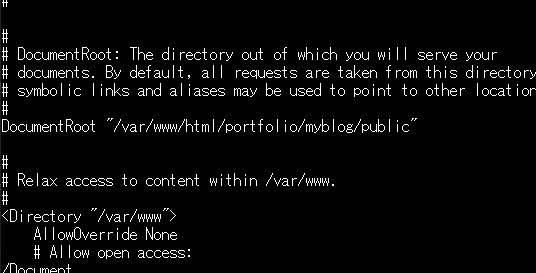 #
#
# DocumentRoot: The directory out of which you will serve your
# documents. By default, all requests are taken from this directory
# symbolic links and aliases may be used to point to other location
#
DocumentRoot "/var/www/html/portfolio/myblog/public"
#
# Relax access to content within /var/www.
#
<Directory "/var/www">
    AllowOverride None
    # Allow open access:
/Document